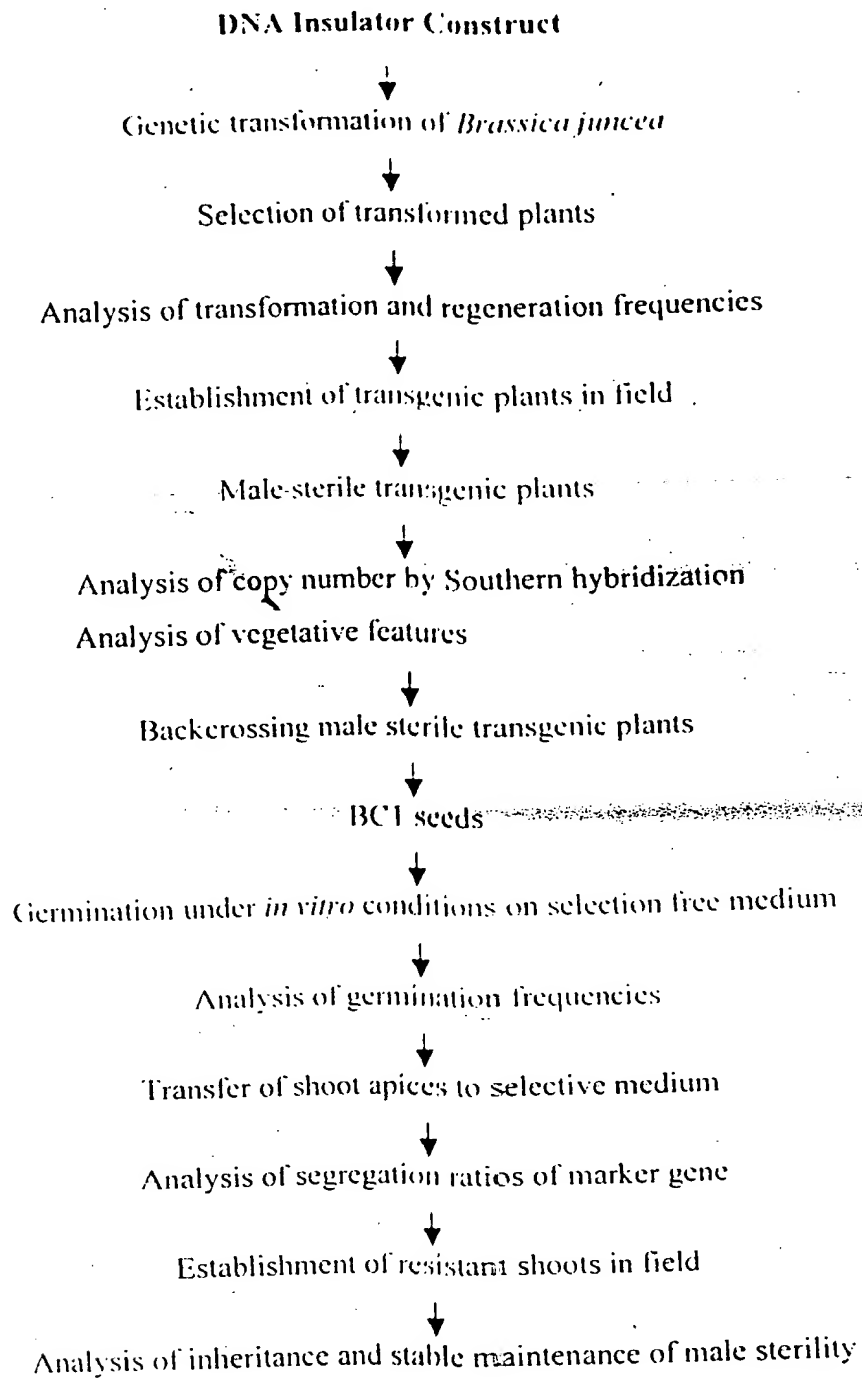 DNA Insulator Construct
Genetic transformation of Brassica juncea
Selection of transformed plants
Analysis of transformation and regeneration frequencies
Establishment of transgenic plants in field
Male-sterile transgenic plants
Analysis of copy number by Southern hybridization
Analysis of vegetative features
Backcrossing male sterile transgenic plants
BC1 seeds
Germination under in vitro conditions on selection free medium
Analysis of germination frequencies
Transfer of shoot apices to selective medium
Analysis of segregation ratios of marker gene
Establishment of resistant shoots in field
Analysis of inheritance and stable maintenance of male sterility